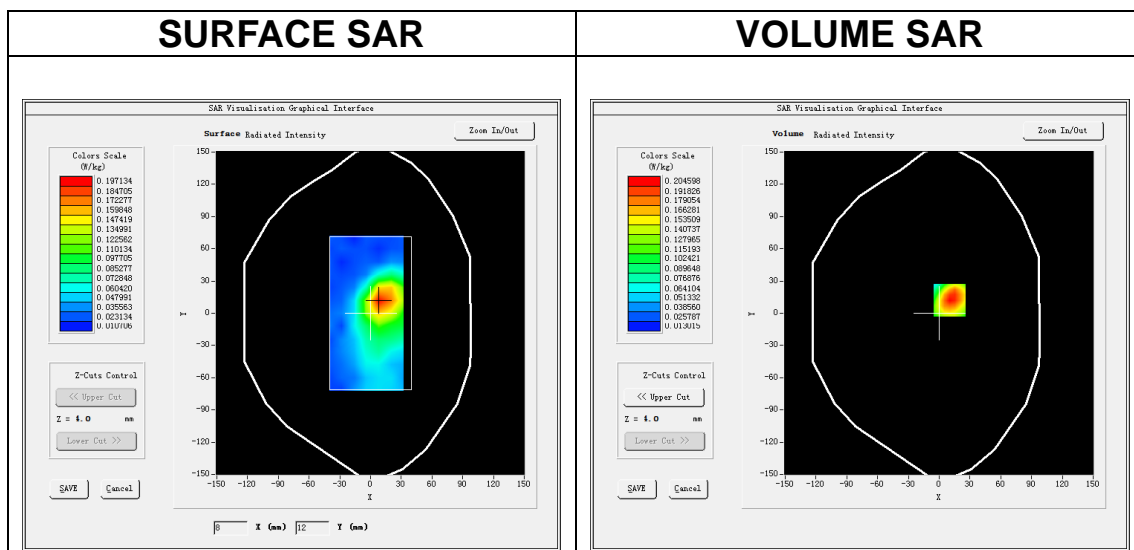 SURFACE SAR
VOLUME SAR
SAR Visualisation Graphical Interface
Surface Radiated Intensity
Zoom In/Out
Colors Scale
(W/kg)
0.197134
0.184705
0.172277
0.159848
0.147419
0.134991
0.122562
0.110134
0.097705
0.085277
0.072848
0.060420
0.047991
0.035563
0.023134
0.010706
150
120
90
60
30
0
-30
-60
-90
-120
-150
Y
-150 -120 -90 -60 -30 0 30 60 90 120 150
X
Z-Cuts Control
<< Upper Cut
Z = 4.0 mm
Lower Cut >>
SAVE Cancel
8 X (mm) 12 Y (mm)
SAR Visualisation Graphical Interface
Volume Radiated Intensity
Zoom In/Out
Colors Scale
(W/kg)
0.204598
0.191826
0.179054
0.166281
0.153509
0.140737
0.127965
0.115193
0.102421
0.089648
0.076876
0.064104
0.051332
0.038560
0.025787
0.013015
150
120
90
60
30
0
-30
-60
-90
-120
-150
Y
-150 -120 -90 -60 -30 0 30 60 90 120 150
X
Z-Cuts Control
<< Upper Cut
Z = 4.0 mm
Lower Cut >>
SAVE Cancel